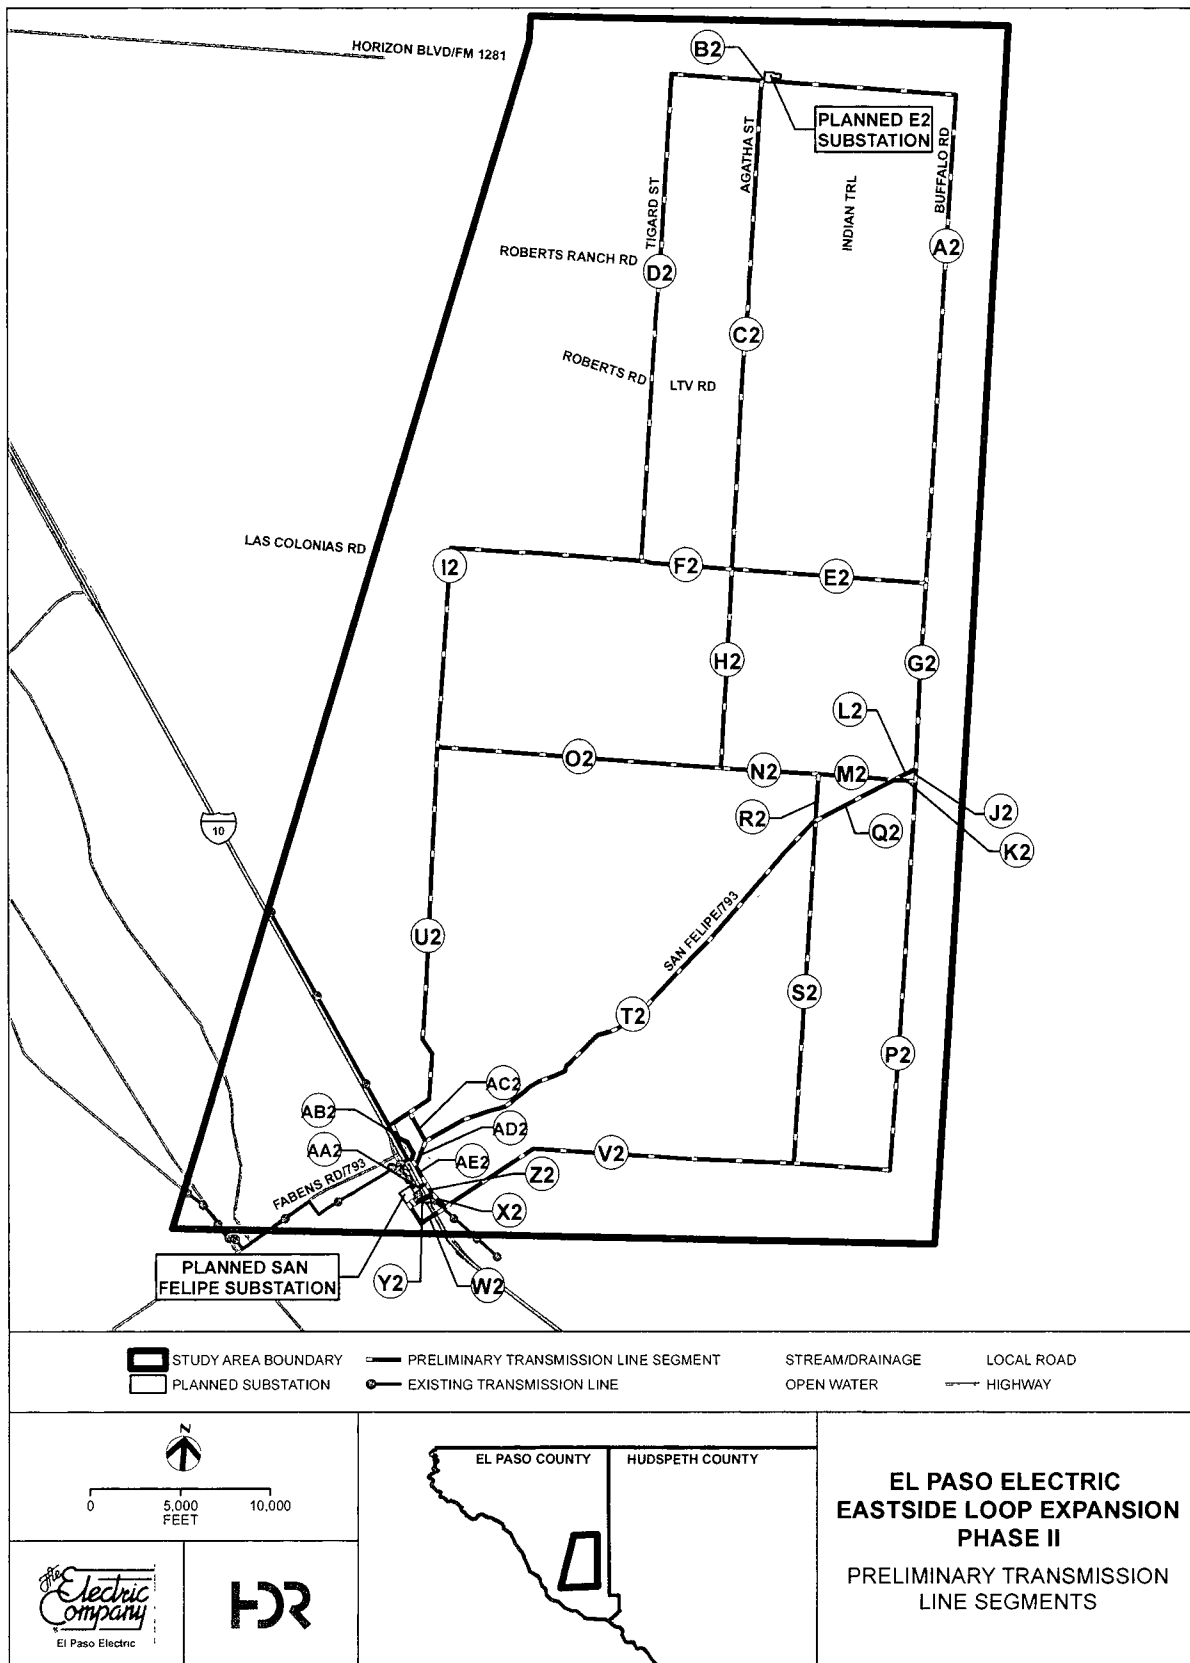 HORIZON BLVD/FM 1281
B2
PLANNED E2
SUBSTATION
AGATHA ST
BUFFALO RD
TIGARD ST
INDIAN TRL
ROBERTS RANCH RD
A2
D2
C2
ROBERTS RD
LTV RD
LAS COLONIAS RD
I2
F2
E2
H2
G2
L2
O2
N2
M2
J2
R2
Q2
K2
10
SAN FELIPE/793
U2
S2
T2
P2
AC2
AB2
AD2
AA2
V2
AE2
Z2
FABENS RD/793
X2
PLANNED SAN
FELIPE SUBSTATION
Y2
W2
STUDY AREA BOUNDARY
PRELIMINARY TRANSMISSION LINE SEGMENT
STREAM/DRAINAGE
LOCAL ROAD
PLANNED SUBSTATION
EXISTING TRANSMISSION LINE
OPEN WATER
HIGHWAY
N
0
5,000
10,000
FEET
EL PASO COUNTY
HUDSPETH COUNTY
EL PASO ELECTRIC
EASTSIDE LOOP EXPANSION
PHASE II
PRELIMINARY TRANSMISSION
LINE SEGMENTS
The
Electric
Company
El Paso Electric
HDR